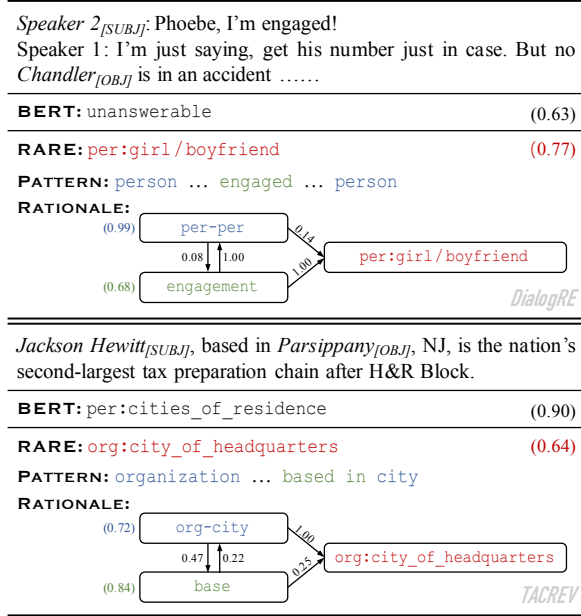 Speaker 2[SUBJ]: Phoebe, I'm engaged!
Speaker 1: I'm just saying, get his number just in case. But no
Chandler[OBJ] is in an accident ……
BERT: unanswerable (0.63)
RARE: per:girl/boyfriend (0.77)
PATTERN: person ... engaged ... person
RATIONALE:
(0.99) per-per 0.14
0.08 1.00 per:girl/boyfriend
(0.68) engagement 1.00
DialogRE
Jackson Hewitt[SUBJ], based in Parsippany[OBJ], NJ, is the nation's
second-largest tax preparation chain after H&R Block.
BERT: per:cities_of_residence (0.90)
RARE: org:city_of_headquarters (0.64)
PATTERN: organization ... based in city
RATIONALE:
(0.72) org-city 1.00
0.47 0.22 org:city_of_headquarters
(0.84) base 0.25
TACREV